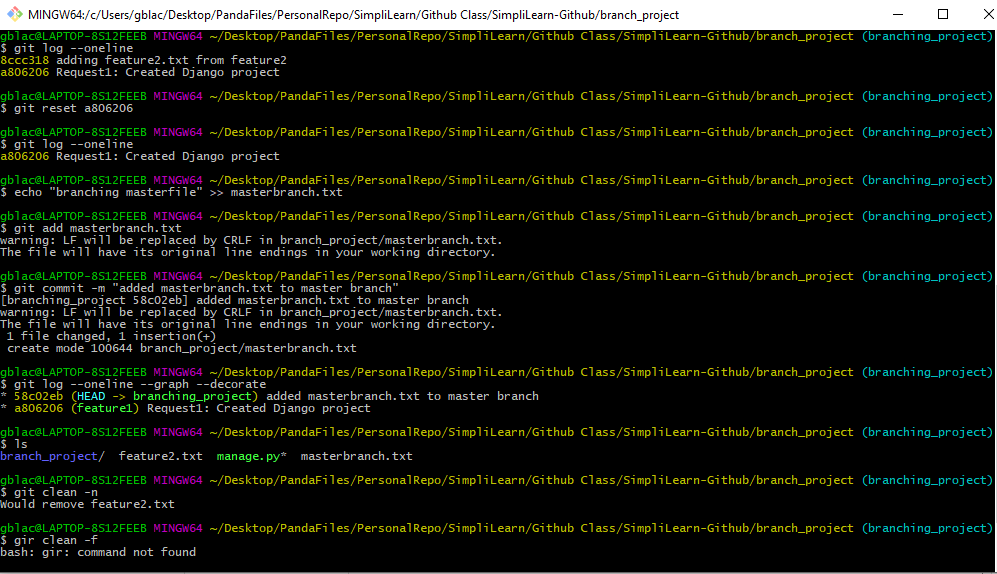 MINGW64:/c/Users/gblac/Desktop/PandaFiles/PersonalRepo/SimpliLearn/Github Class/SimpliLearn-Github/branch_project
gblac@LAPTOP-8S12FEEB MINGW64 ~/Desktop/PandaFiles/PersonalRepo/SimpliLearn/Github Class/SimpliLearn-Github/branch_project (branching_project)
$ git log --oneline
8ccc318 adding feature2.txt from feature2
a806206 Request1: Created Django project
gblac@LAPTOP-8S12FEEB MINGW64 ~/Desktop/PandaFiles/PersonalRepo/SimpliLearn/Github Class/SimpliLearn-Github/branch_project (branching_project)
$ git reset a806206
gblac@LAPTOP-8S12FEEB MINGW64 ~/Desktop/PandaFiles/PersonalRepo/SimpliLearn/Github Class/SimpliLearn-Github/branch_project (branching_project)
$ git log --oneline
a806206 Request1: Created Django project
gblac@LAPTOP-8S12FEEB MINGW64 ~/Desktop/PandaFiles/PersonalRepo/SimpliLearn/Github Class/SimpliLearn-Github/branch_project (branching_project)
$ echo "branching masterfile" >> masterbranch.txt
gblac@LAPTOP-8S12FEEB MINGW64 ~/Desktop/PandaFiles/PersonalRepo/SimpliLearn/Github Class/SimpliLearn-Github/branch_project (branching_project)
$ git add masterbranch.txt
warning: LF will be replaced by CRLF in branch_project/masterbranch.txt.
The file will have its original line endings in your working directory.
gblac@LAPTOP-8S12FEEB MINGW64 ~/Desktop/PandaFiles/PersonalRepo/SimpliLearn/Github Class/SimpliLearn-Github/branch_project (branching_project)
$ git commit -m "added masterbranch.txt to master branch"
[branching_project 58c02eb] added masterbranch.txt to master branch
warning: LF will be replaced by CRLF in branch_project/masterbranch.txt.
The file will have its original line endings in your working directory.
1 file changed, 1 insertion(+)
create mode 100644 branch_project/masterbranch.txt
gblac@LAPTOP-8S12FEEB MINGW64 ~/Desktop/PandaFiles/PersonalRepo/SimpliLearn/Github Class/SimpliLearn-Github/branch_project (branching_project)
$ git log --oneline --graph --decorate
* 58c02eb (HEAD -> branching_project) added masterbranch.txt to master branch
* a806206 (feature1) Request1: Created Django project
gblac@LAPTOP-8S12FEEB MINGW64 ~/Desktop/PandaFiles/PersonalRepo/SimpliLearn/Github Class/SimpliLearn-Github/branch_project (branching_project)
$ ls
branch_project/  feature2.txt  manage.py*  masterbranch.txt
gblac@LAPTOP-8S12FEEB MINGW64 ~/Desktop/PandaFiles/PersonalRepo/SimpliLearn/Github Class/SimpliLearn-Github/branch_project (branching_project)
$ git clean -n
Would remove feature2.txt
gblac@LAPTOP-8S12FEEB MINGW64 ~/Desktop/PandaFiles/PersonalRepo/SimpliLearn/Github Class/SimpliLearn-Github/branch_project (branching_project)
$ gir clean -f
bash: gir: command not found